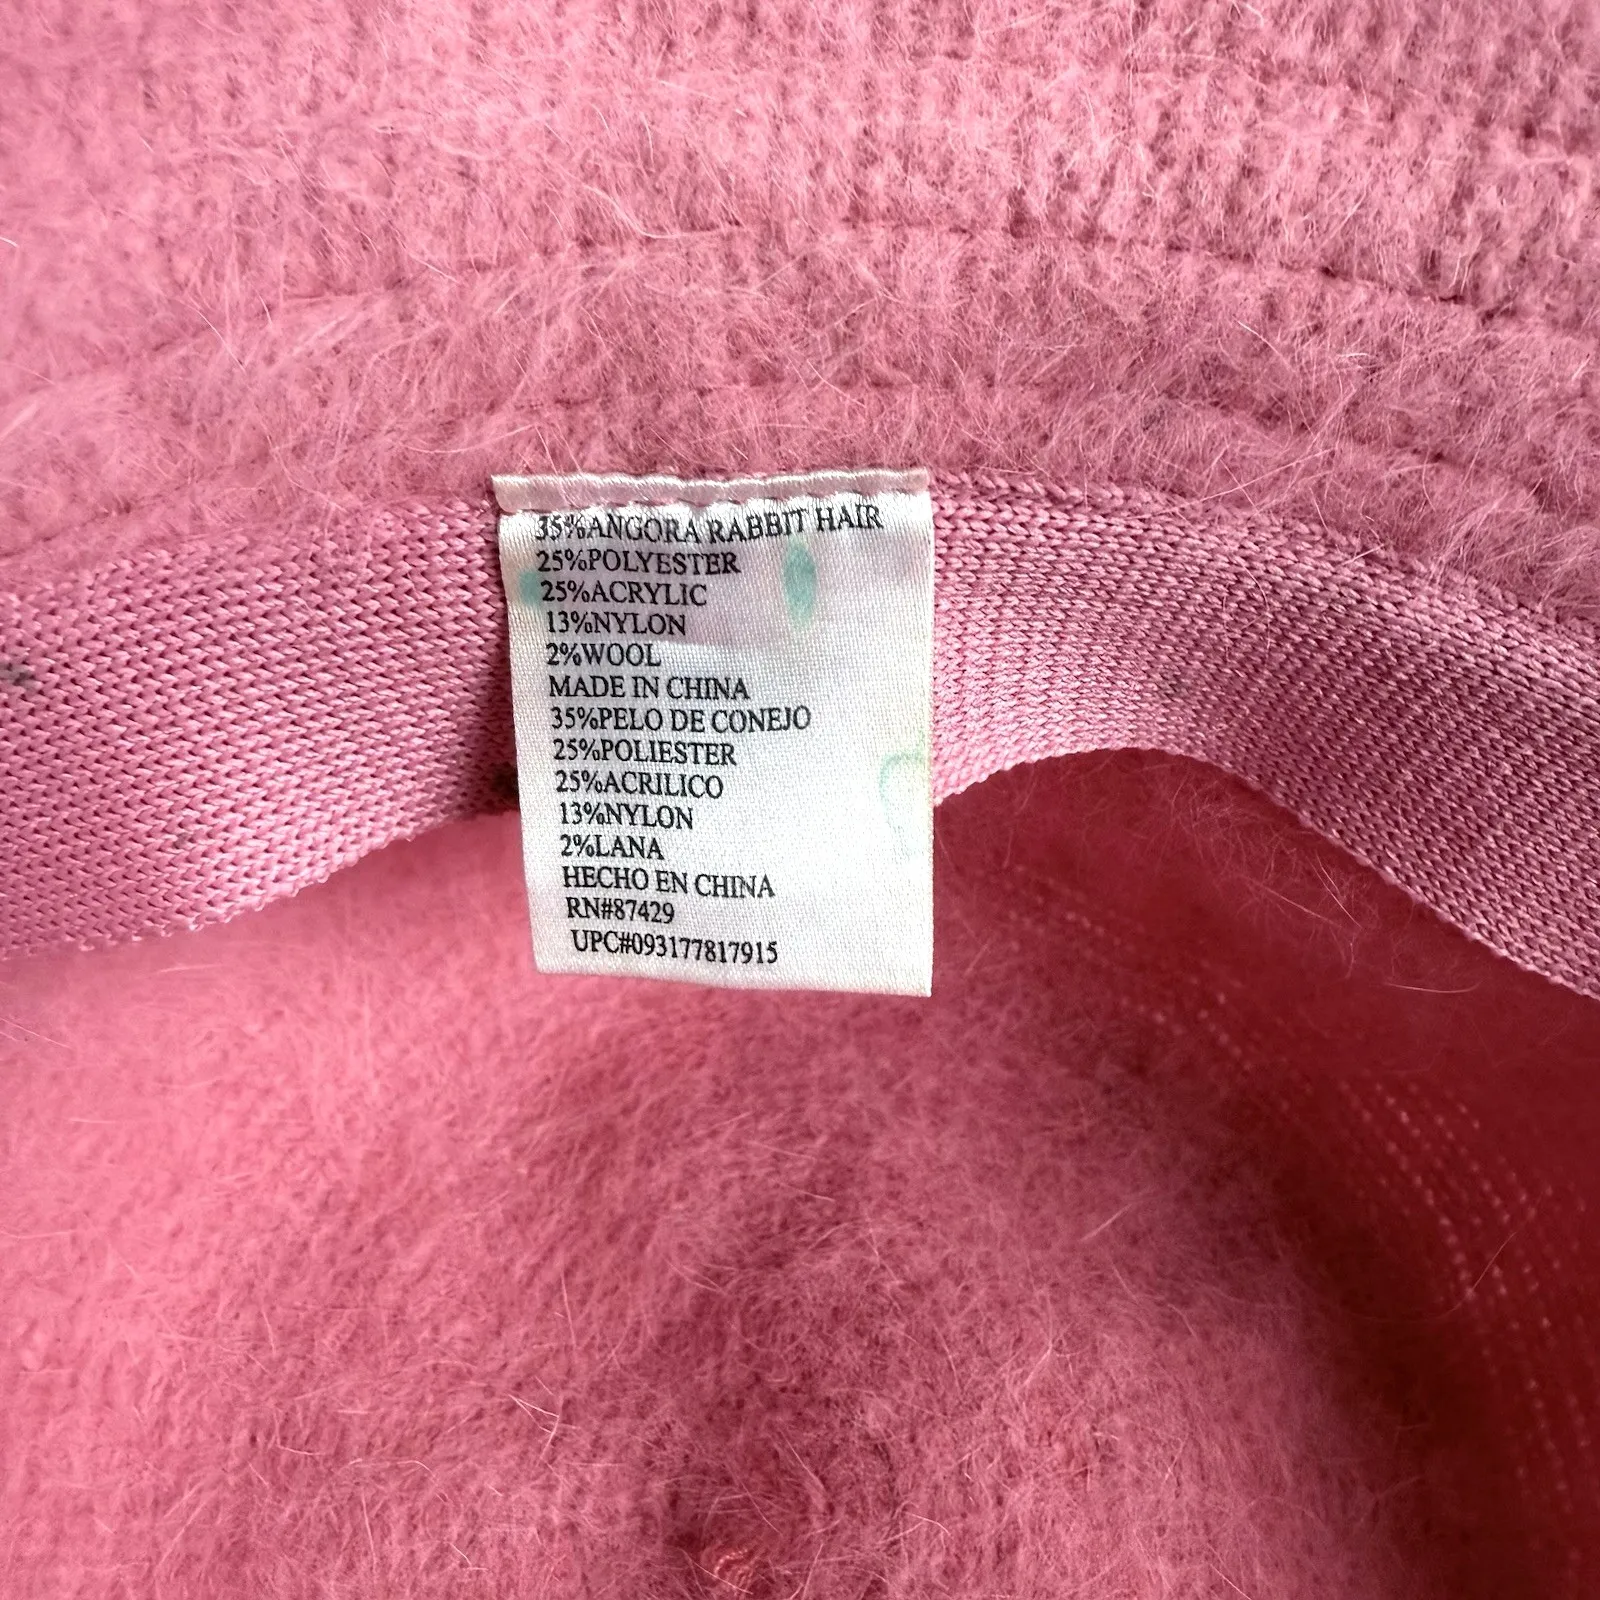 35%ANGORA RABBIT HAIR
25%POLYESTER
25%ACRYLIC
13%NYLON
2%WOOL
MADE IN CHINA
35%PELO DE CONEJO
25%POLIESTER
25%ACRILICO
13%NYLON
2%LANA
HECHO EN CHINA
RN#87429
UPC#093177817915